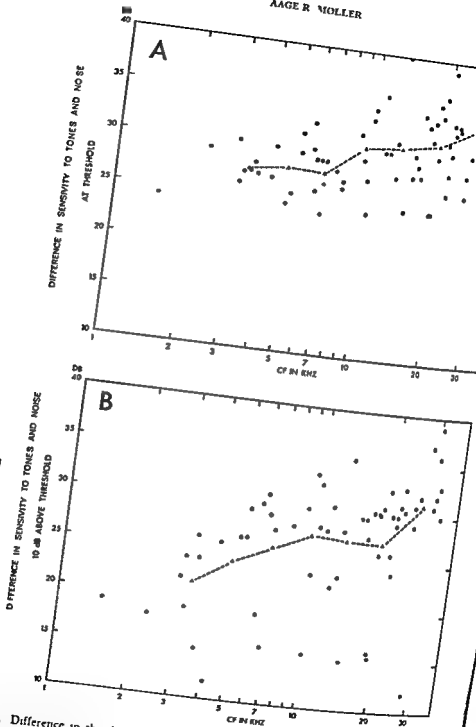 AAGE R. MOLLER
40
A
35
30
25
20
15
10
DIFFERENCE IN SENSIVITY TO TONES AND NOISE
AT THRESHOLD
1 2 3 5 7 10 20 30
CF IN KHZ
DB
40
B
35
30
25
20
15
10
DIFFERENCE IN SENSIVITY TO TONES AND NOISE
10 dB ABOVE THRESHOLD
1 2 3 5 7 10 20 30
CF IN KHZ
Difference in